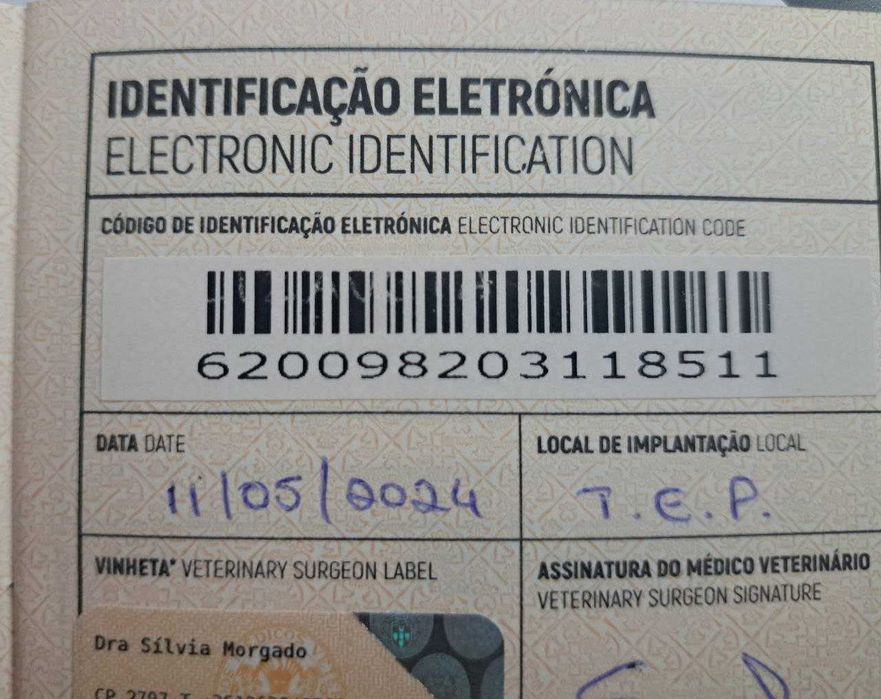 IDENTIFICAÇÃO ELETRÓNICA
ELECTRONIC IDENTIFICATION
CÓDIGO DE IDENTIFICAÇÃO ELETRÓNICA ELECTRONIC IDENTIFICATION CODE
620098203118511
DATA DATE
11/05/2024
LOCAL DE IMPLANTAÇÃO LOCAL
T.E.P.
VINHETA* VETERINARY SURGEON LABEL
ASSINATURA DO MÉDICO VETERINÁRIO
VETERINARY SURGEON SIGNATURE
Dra Sílvia Morgado